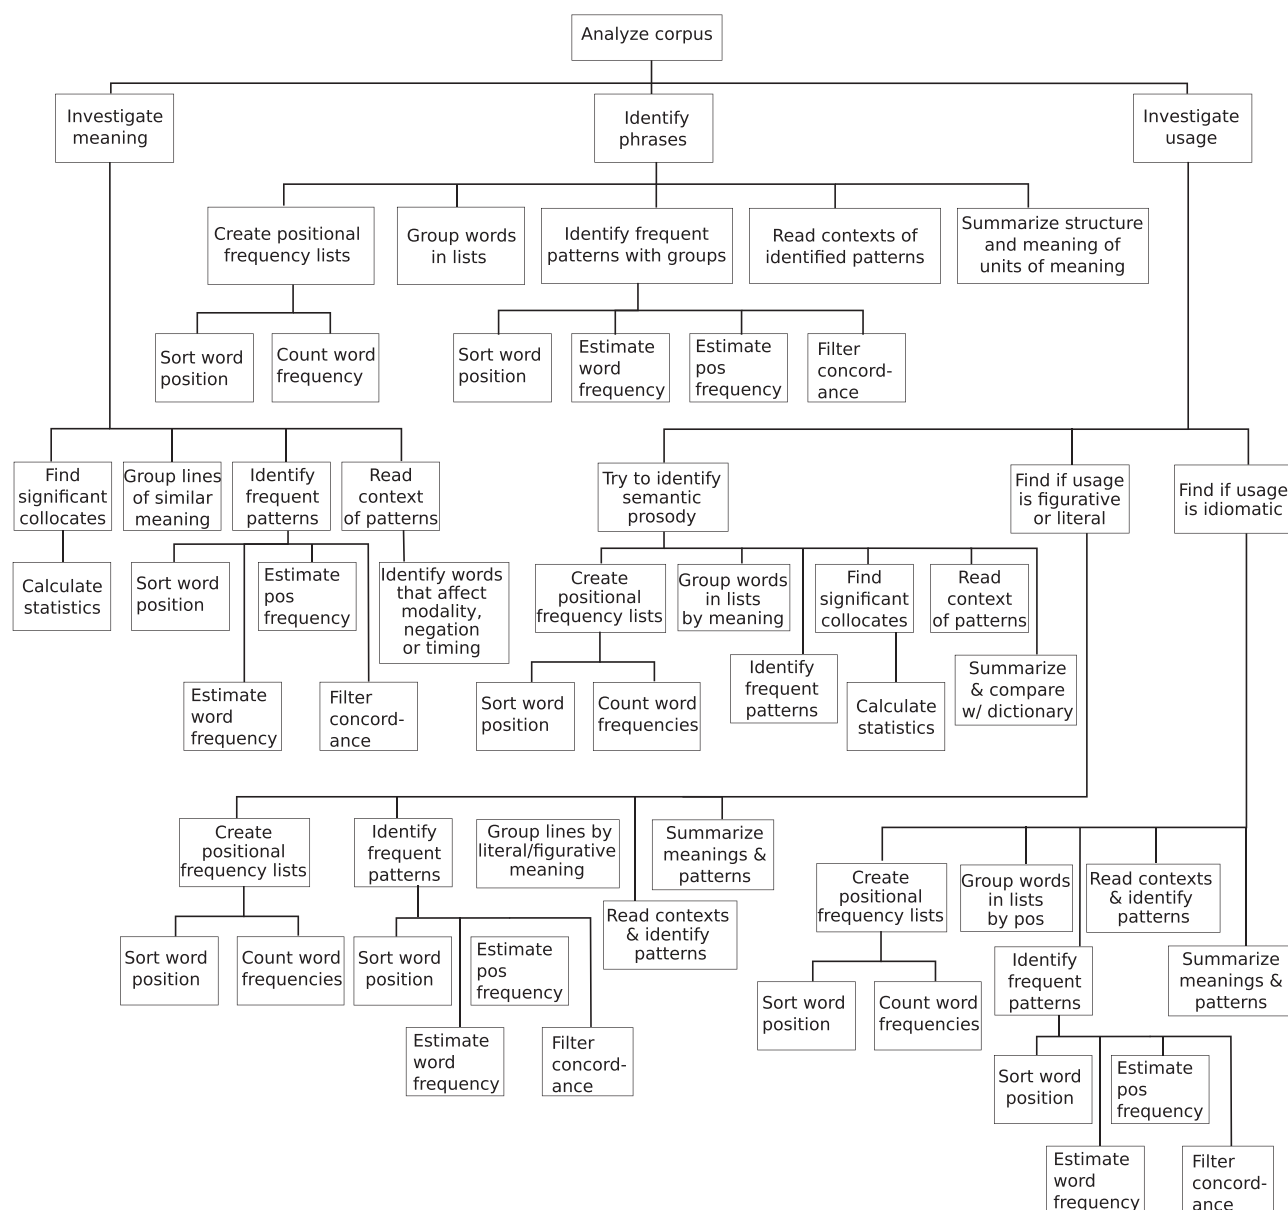 Analyze corpus
Investigate
meaning
Identify
phrases
Investigate
usage
Create positional
frequency lists
Group words
in lists
Identify frequent
patterns with groups
Read contexts of
identified patterns
Summarize structure
and meaning of
units of meaning
Sort word
position
Count word
frequency
Sort word
position
Estimate
word
frequency
Estimate
pos
frequency
Filter
concord-
ance
Find
significant
collocates
Group lines
of similar
meaning
Identify
frequent
patterns
Read
context
of patterns
Try to identify
semantic
prosody
Find if usage
is figurative
or literal
Find if usage
is idiomatic
Calculate
statistics
Sort word
position
Estimate
pos
frequency
Identify words
that affect
modality,
negation
or timing
Create
positional
frequency lists
Group words
in lists
by meaning
Find
significant
collocates
Read
context
of patterns
Estimate
word
frequency
Filter
concord-
ance
Sort word
position
Count word
frequencies
Identify
frequent
patterns
Calculate
statistics
Summarize
& compare
w/ dictionary
Create
positional
frequency lists
Identify
frequent
patterns
Group lines by
literal/figurative
meaning
Summarize
meanings &
patterns
Create
positional
frequency lists
Group words
in lists
by pos
Read contexts
& identify
patterns
Sort word
position
Count word
frequencies
Sort word
position
Estimate
pos
frequency
Read contexts
& identify
patterns
Identify
frequent
patterns
Summarize
meanings &
patterns
Sort word
position
Count word
frequencies
Estimate
word
frequency
Filter
concord-
ance
Sort word
position
Estimate
pos
frequency
Estimate
word
frequency
Filter
concord-
ance